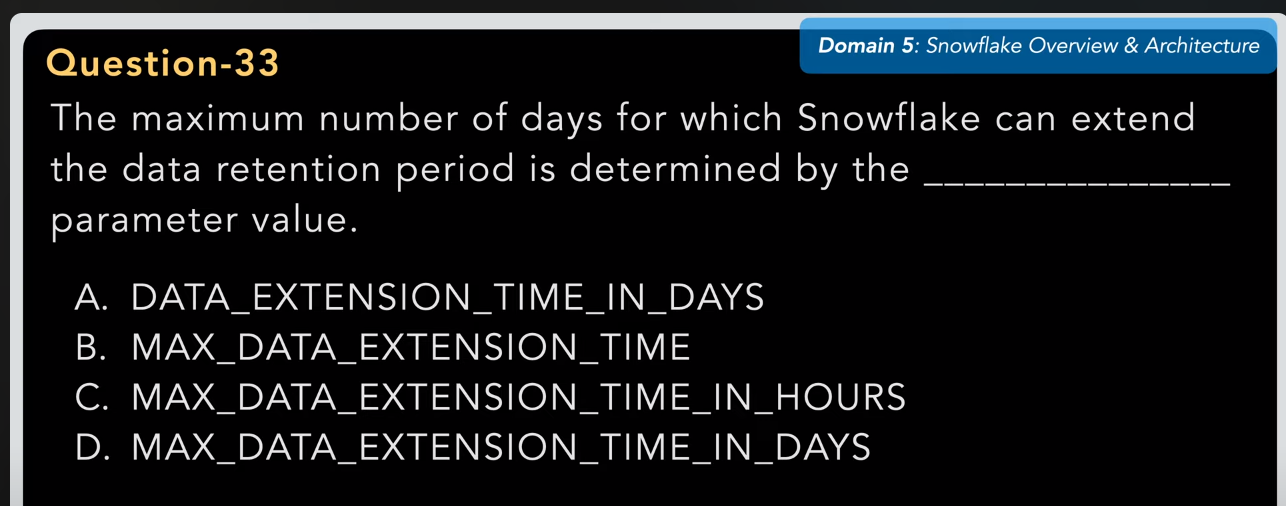 Question-33
Domain 5: Snowflake Overview & Architecture
The maximum number of days for which Snowflake can extend
the data retention period is determined by the _______________
parameter value.
A. DATA_EXTENSION_TIME_IN_DAYS
B. MAX_DATA_EXTENSION_TIME
C. MAX_DATA_EXTENSION_TIME_IN_HOURS
D. MAX_DATA_EXTENSION_TIME_IN_DAYS